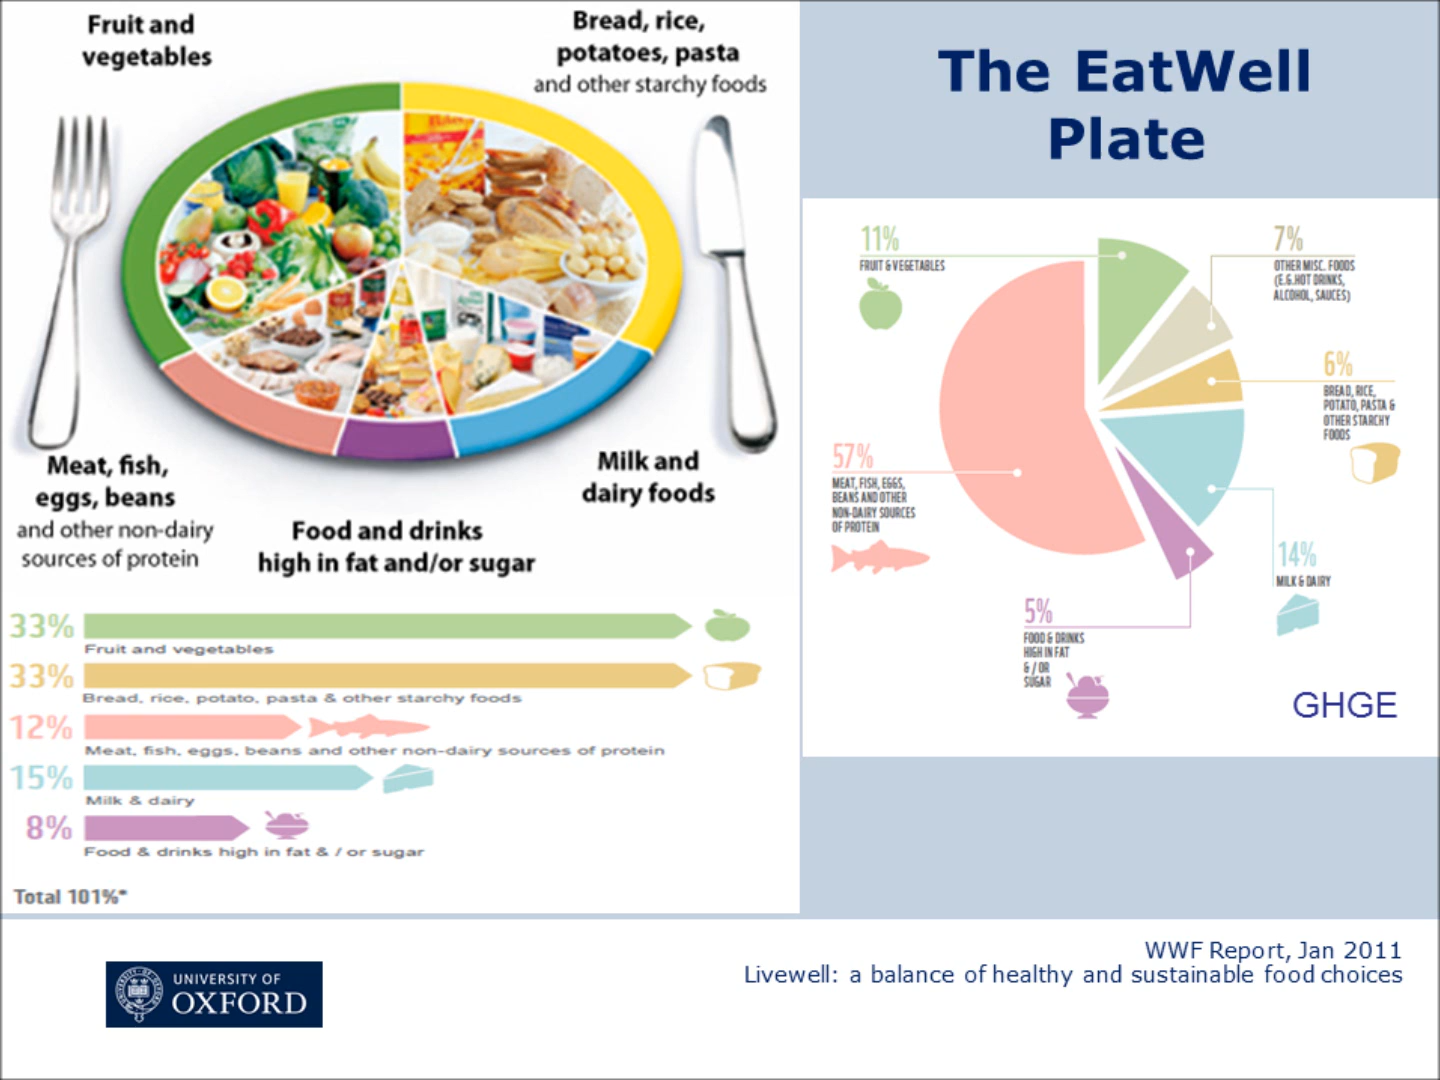 Fruit and
vegetables
Bread, rice,
potatoes, pasta
and other starchy foods
Meat, fish,
eggs, beans
and other non-dairy
sources of protein
Food and drinks
high in fat and/or sugar
Milk and
dairy foods
33%
Fruit and vegetables
33%
Bread, rice, potato, pasta & other starchy foods
12%
Meat, fish, eggs, beans and other non-dairy sources of protein
15%
Milk & dairy
8%
Food & drinks high in fat & / or sugar
Total 101%*
The EatWell
Plate
11%
FRUIT & VEGETABLES
7%
OTHER MISC. FOODS
(E.G.HOT DRINKS,
ALCOHOL, SAUCES)
6%
BREAD, RICE,
POTATO, PASTA &
OTHER STARCHY
FOODS
57%
MEAT, FISH, EGGS,
BEANS AND OTHER
NON-DAIRY SOURCES
OF PROTEIN
14%
MILK & DAIRY
5%
FOOD & DRINKS
HIGH IN FAT
& / OR
SUGAR
GHGE
WWF Report, Jan 2011
Livewell: a balance of healthy and sustainable food choices
UNIVERSITY OF
OXFORD